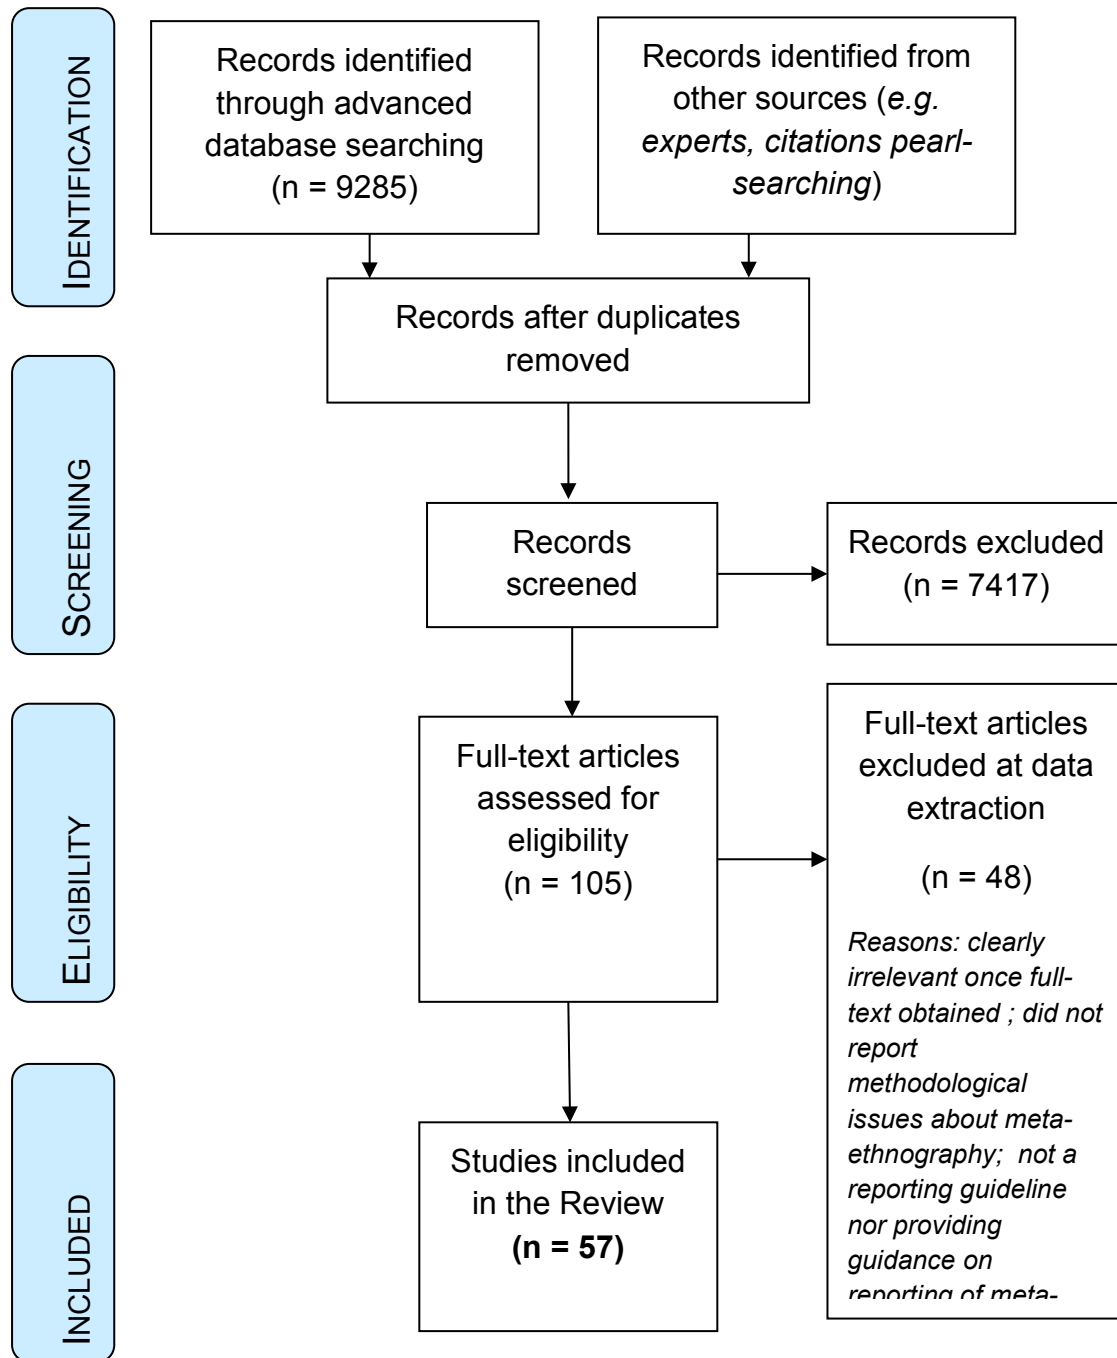 IDENTIFICATION
Records identified
through advanced
database searching
(n = 9285)
Records identified from
other sources (e.g.
experts, citations pearl-
searching)
Records after duplicates
removed
SCREENING
Records
screened
Records excluded
(n = 7417)
ELIGIBILITY
Full-text articles
assessed for
eligibility
(n = 105)
Full-text articles
excluded at data
extraction
(n = 48)
Reasons: clearly
irrelevant once full-
text obtained ; did not
report
methodological
issues about meta-
ethnography;  not a
reporting guideline
nor providing
guidance on
reporting of meta-
INCLUDED
Studies included
in the Review
(n = 57)